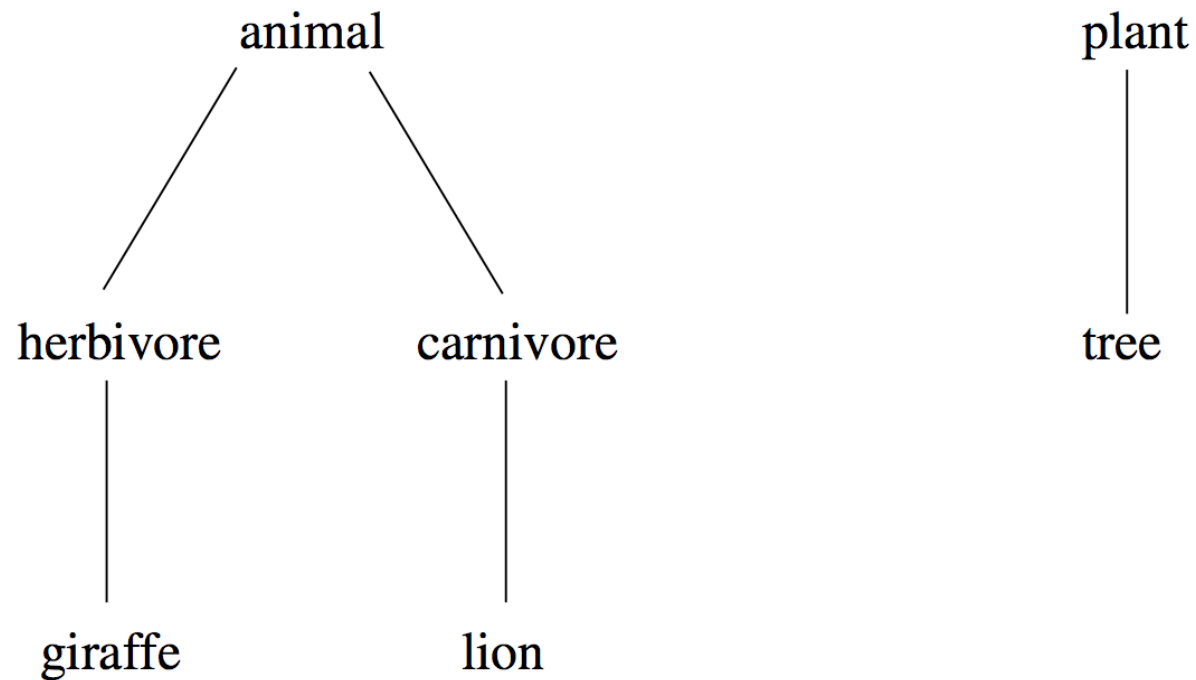 animal
plant
herbivore
carnivore
tree
giraffe
lion